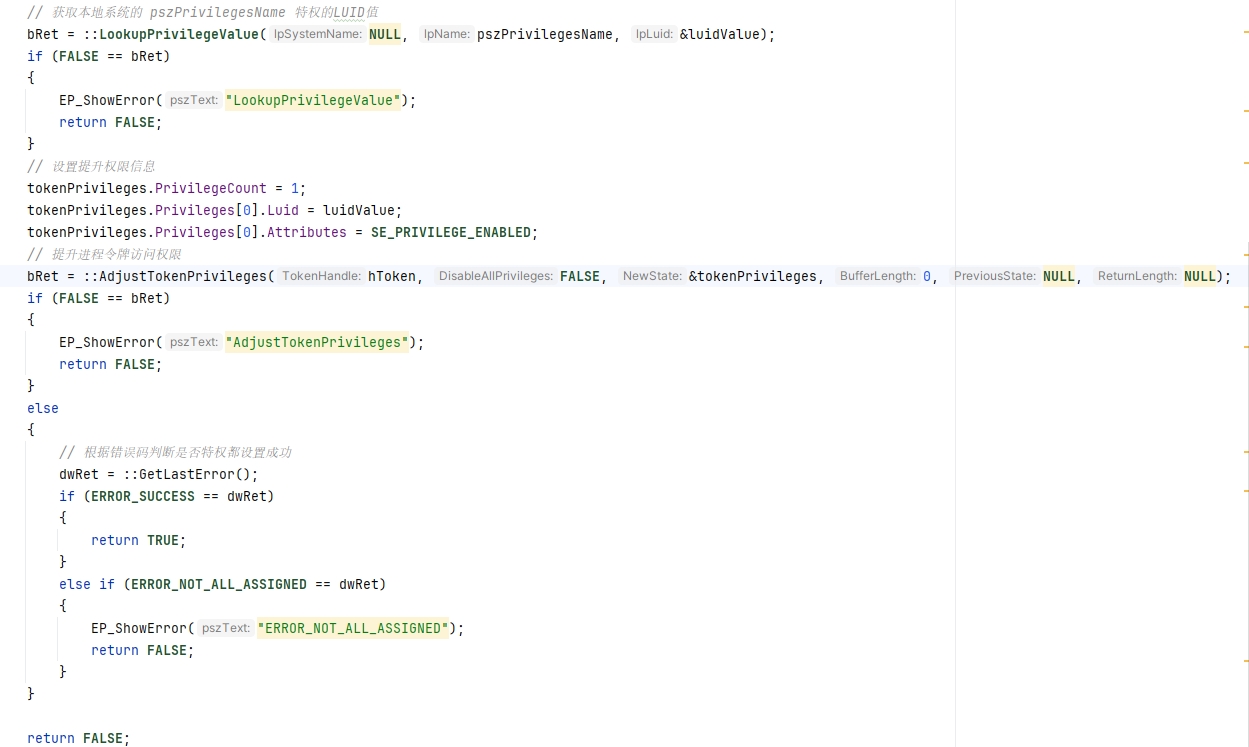 // 获取本地系统的 pszPrivilegesName 特权的LUID值
bRet = ::LookupPrivilegeValue( lpSystemName: NULL, lpName: pszPrivilegesName, lpLuid: &luidValue);
if (FALSE == bRet)
{
    EP_ShowError( pszText: "LookupPrivilegeValue");
    return FALSE;
}
// 设置提升权限信息
tokenPrivileges.PrivilegeCount = 1;
tokenPrivileges.Privileges[0].Luid = luidValue;
tokenPrivileges.Privileges[0].Attributes = SE_PRIVILEGE_ENABLED;
// 提升进程令牌访问权限
bRet = ::AdjustTokenPrivileges( TokenHandle: hToken, DisableAllPrivileges: FALSE, NewState: &tokenPrivileges, BufferLength: 0, PreviousState: NULL, ReturnLength: NULL);
if (FALSE == bRet)
{
    EP_ShowError( pszText: "AdjustTokenPrivileges");
    return FALSE;
}
else
{
    // 根据错误码判断是否特权都设置成功
    dwRet = ::GetLastError();
    if (ERROR_SUCCESS == dwRet)
    {
        return TRUE;
    }
    else if (ERROR_NOT_ALL_ASSIGNED == dwRet)
    {
        EP_ShowError( pszText: "ERROR_NOT_ALL_ASSIGNED");
        return FALSE;
    }
}
return FALSE;